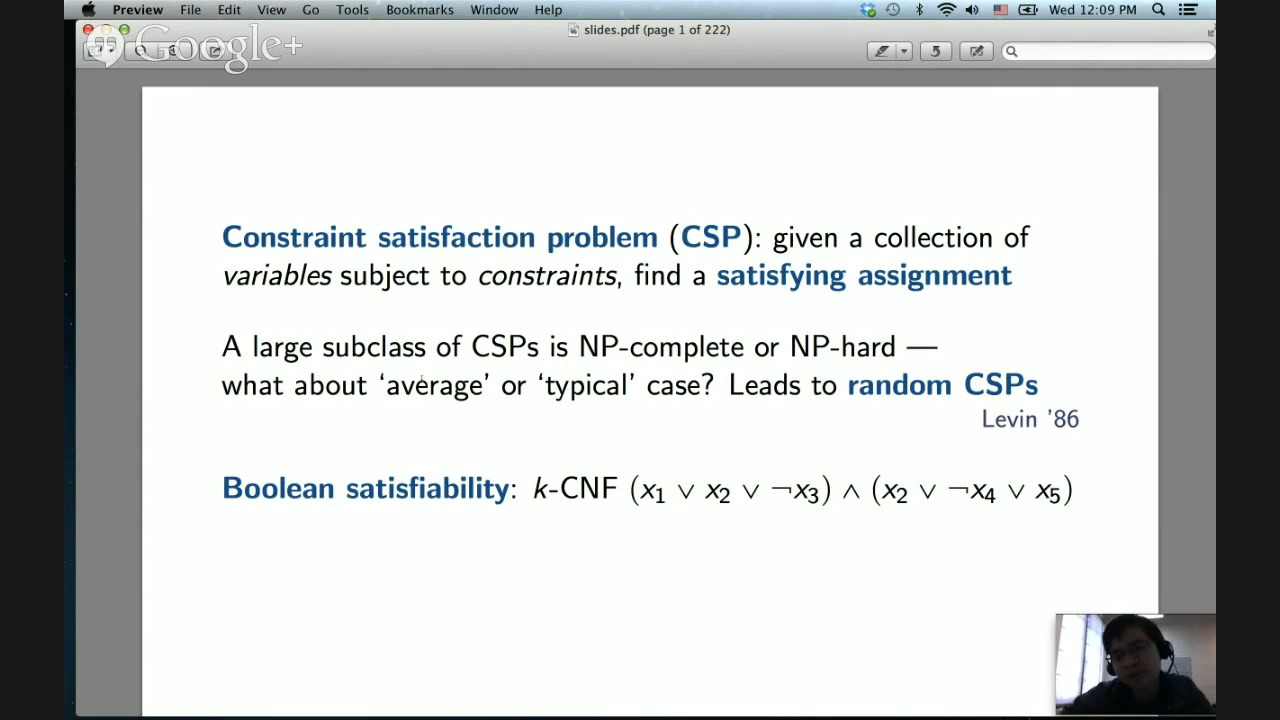 Preview File Edit View Go Tools Bookmarks Window Help Wed 12:09 PM
Google+
slides.pdf (page 1 of 222)
Constraint satisfaction problem (CSP): given a collection of
variables subject to constraints, find a satisfying assignment
A large subclass of CSPs is NP-complete or NP-hard —
what about ‘average’ or ‘typical’ case? Leads to random CSPs
Levin ’86
Boolean satisfiability: k-CNF (x₁ ∨ x₂ ∨ ¬x₃) ∧ (x₂ ∨ ¬x₄ ∨ x₅)